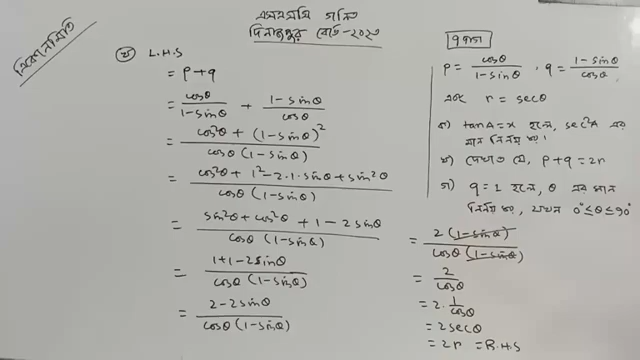 এসএসসি গণিত
দিনাজপুর বোর্ড-২০২৩
ত্রিকোণমিতি
খ) L.H.S
= p+q
= cosθ/(1-sinθ) + (1-sinθ)/cosθ
= (cos²θ + (1-sinθ)²)/(cosθ(1-sinθ))
= (cos²θ + 1² - 2.1.sinθ + sin²θ)/(cosθ(1-sinθ))
= (sin²θ + cos²θ + 1 - 2sinθ)/(cosθ(1-sinθ))
= (1+1-2sinθ)/(cosθ(1-sinθ))
= (2-2sinθ)/(cosθ(1-sinθ))
= 2(1-sinθ)/(cosθ(1-sinθ))
= 2/cosθ
= 2·1/cosθ
= 2secθ
= 2r = R.H.S
p = cosθ/(1-sinθ), q = (1-sinθ)/cosθ
এবং r = secθ
ক) tanA = x হলে, sec²A এর
মান নির্ণয় কর।
খ) দেখাও যে, p+q = 2r
গ) q = 1 হলে, θ এর মান
নির্ণয় কর, যখন 0° ≤ θ ≤ 90°